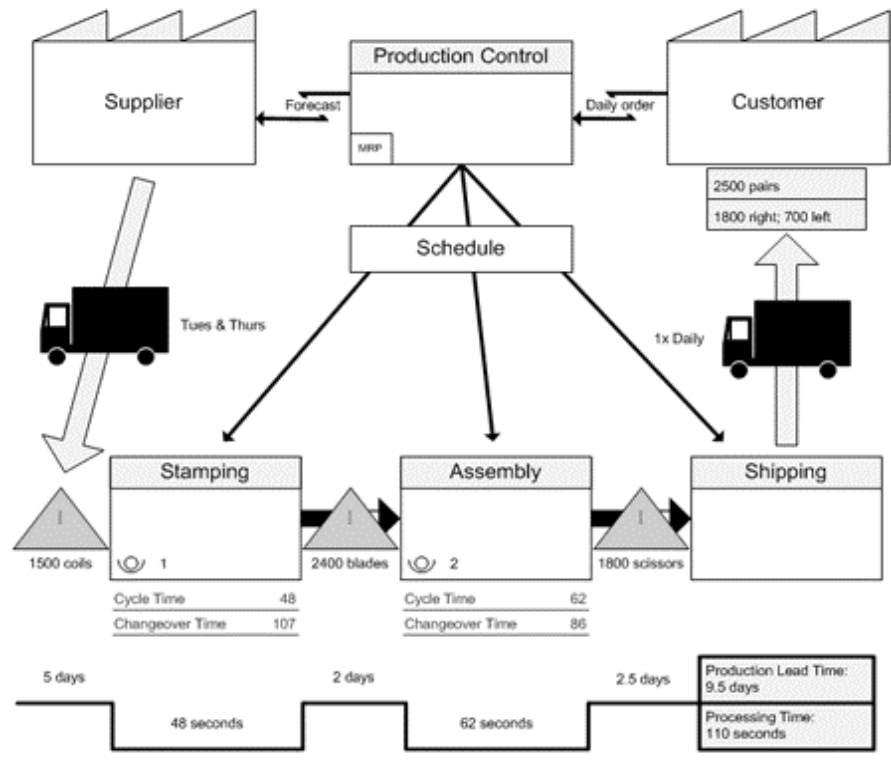 Supplier
Forecast
Production Control
MRP
Daily order
Customer
2500 pairs
1800 right; 700 left
Schedule
Tues & Thurs
1x Daily
Stamping
Assembly
Shipping
I
I
I
1500 coils
1
2400 blades
2
1800 scissors
Cycle Time 48
Changeover Time 107
Cycle Time 62
Changeover Time 86
5 days
48 seconds
2 days
62 seconds
2.5 days
Production Lead Time:
9.5 days
Processing Time:
110 seconds